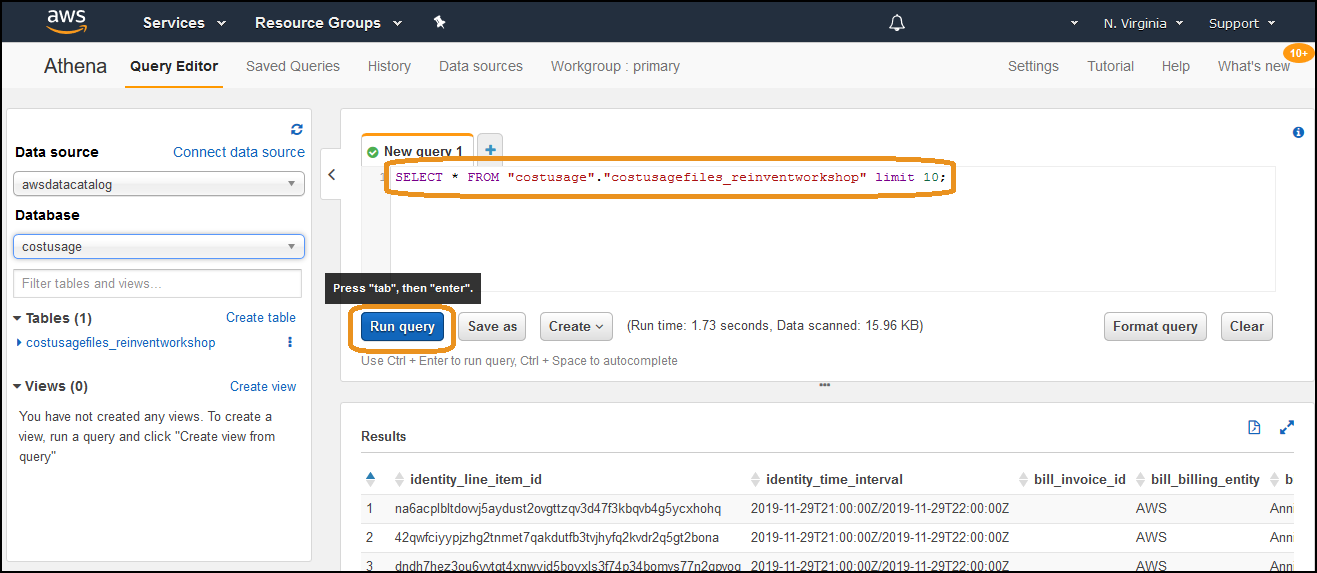 aws Services Resource Groups N. Virginia Support
Athena Query Editor Saved Queries History Data sources Workgroup : primary Settings Tutorial Help What's new 10+
Data source Connect data source
awsdatacatalog
Database
costusage
Filter tables and views...
Tables (1) Create table
costusagefiles_reinventworkshop
Views (0) Create view
You have not created any views. To create a
view, run a query and click "Create view from
query"
New query 1
1 SELECT * FROM "costusage"."costusagefiles_reinventworkshop" limit 10;
Press "tab", then "enter".
Run query Save as Create (Run time: 1.73 seconds, Data scanned: 15.96 KB) Format query Clear
Use Ctrl + Enter to run query, Ctrl + Space to autocomplete
Results
identity_line_item_id identity_time_interval bill_invoice_id bill_billing_entity b
1 na6acplbltdovvj5aydust2ovgttzqv3d47f3kbqvb4g5ycxhohq 2019-11-29T21:00:00Z/2019-11-29T22:00:00Z AWS Anni
2 42qwfciyypjzhg2tnmet7qakdutfb3tvjhyfq2kvdr2q5gt2bona 2019-11-29T21:00:00Z/2019-11-29T22:00:00Z AWS Anni
3 2019-11-29T21:00:00Z/2019-11-29T22:00:00Z AWS Anni